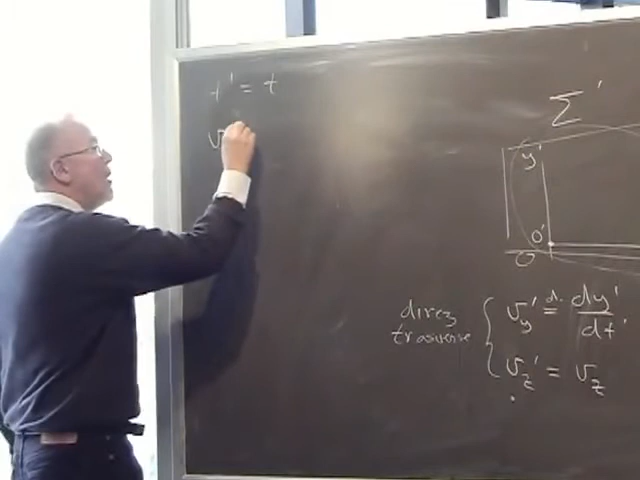 t' = t
v
Σ'
y'
O'
O
direz
trasverse
v_y' =^{d.} dy'/dt'
v_z' = v_z